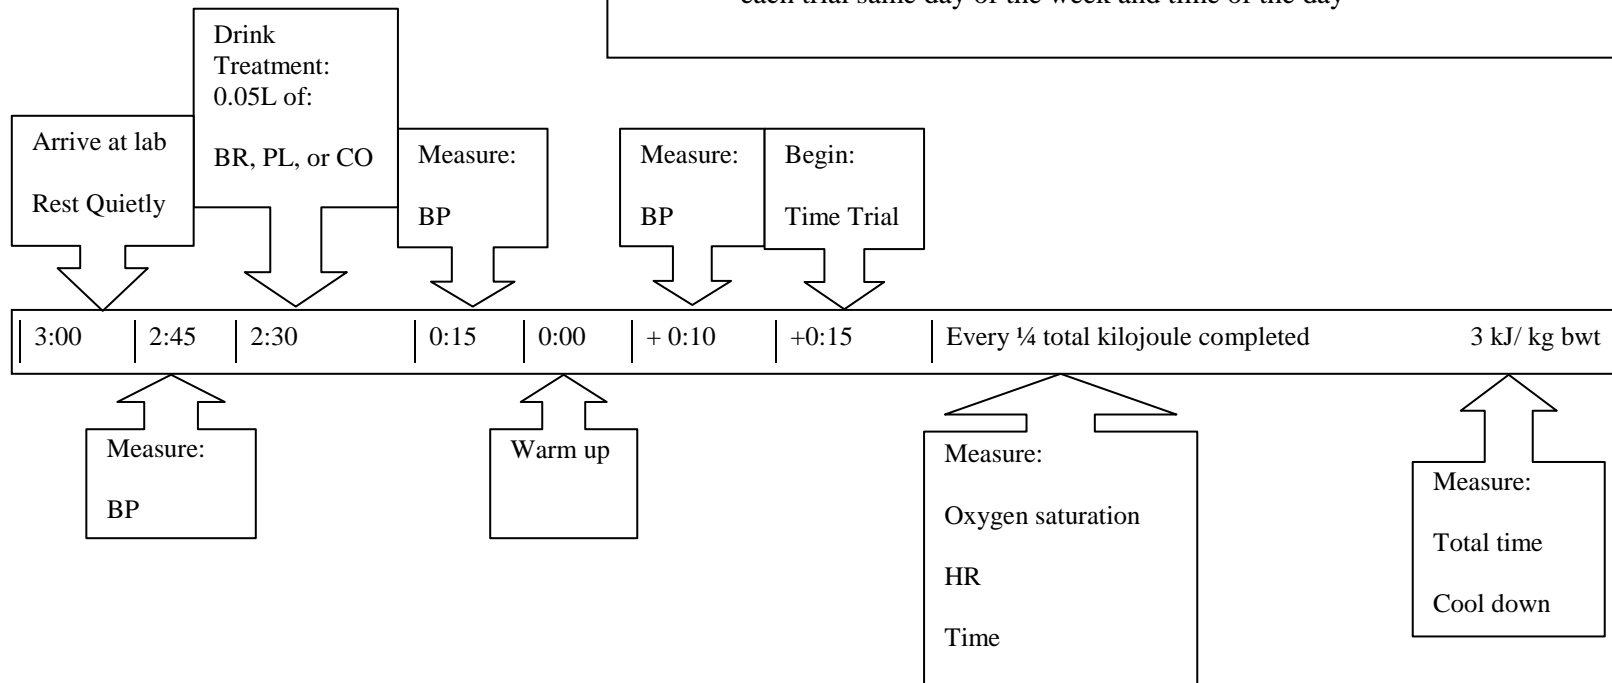 each trial same day of the week and time of the day
Drink
Treatment:
0.05L of:
BR, PL, or CO
Arrive at lab
Rest Quietly
Measure:
BP
Measure:
BP
Begin:
Time Trial
3:00
2:45
2:30
0:15
0:00
+ 0:10
+0:15
Every ¼ total kilojoule completed
3 kJ/ kg bwt
Measure:
BP
Warm up
Measure:
Oxygen saturation
HR
Time
Measure:
Total time
Cool down